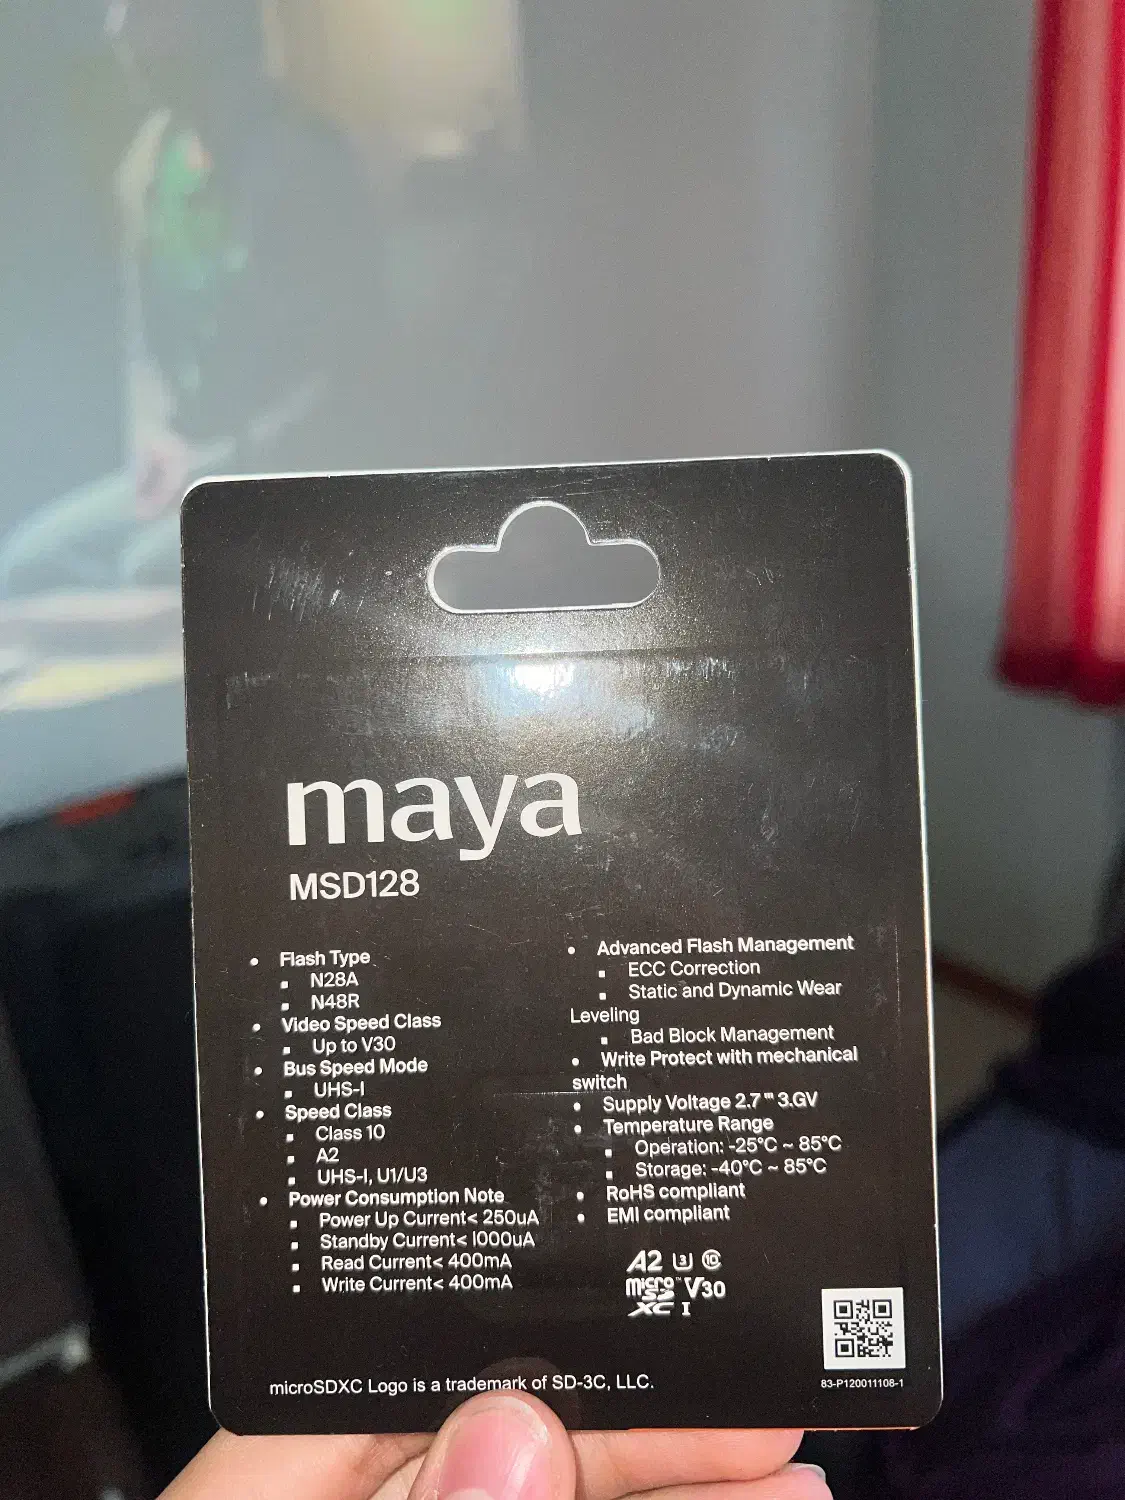 maya
MSD128
• Flash Type
▪ N28A
▪ N48R
• Video Speed Class
▪ Up to V30
• Bus Speed Mode
▪ UHS-I
• Speed Class
▪ Class 10
▪ A2
▪ UHS-I, U1/U3
• Power Consumption Note
▪ Power Up Current< 250uA
▪ Standby Current< 1000uA
▪ Read Current< 400mA
▪ Write Current< 400mA
• Advanced Flash Management
▪ ECC Correction
▪ Static and Dynamic Wear
Leveling
▪ Bad Block Management
• Write Protect with mechanical
switch
• Supply Voltage 2.7 ‴ 3.GV
• Temperature Range
▪ Operation: -25°C ~ 85°C
▪ Storage: -40°C ~ 85°C
• RoHS compliant
• EMI compliant
A2 3 10
micro SD ™ V30
XC I
microSDXC Logo is a trademark of SD-3C, LLC.
83-P120011108-1